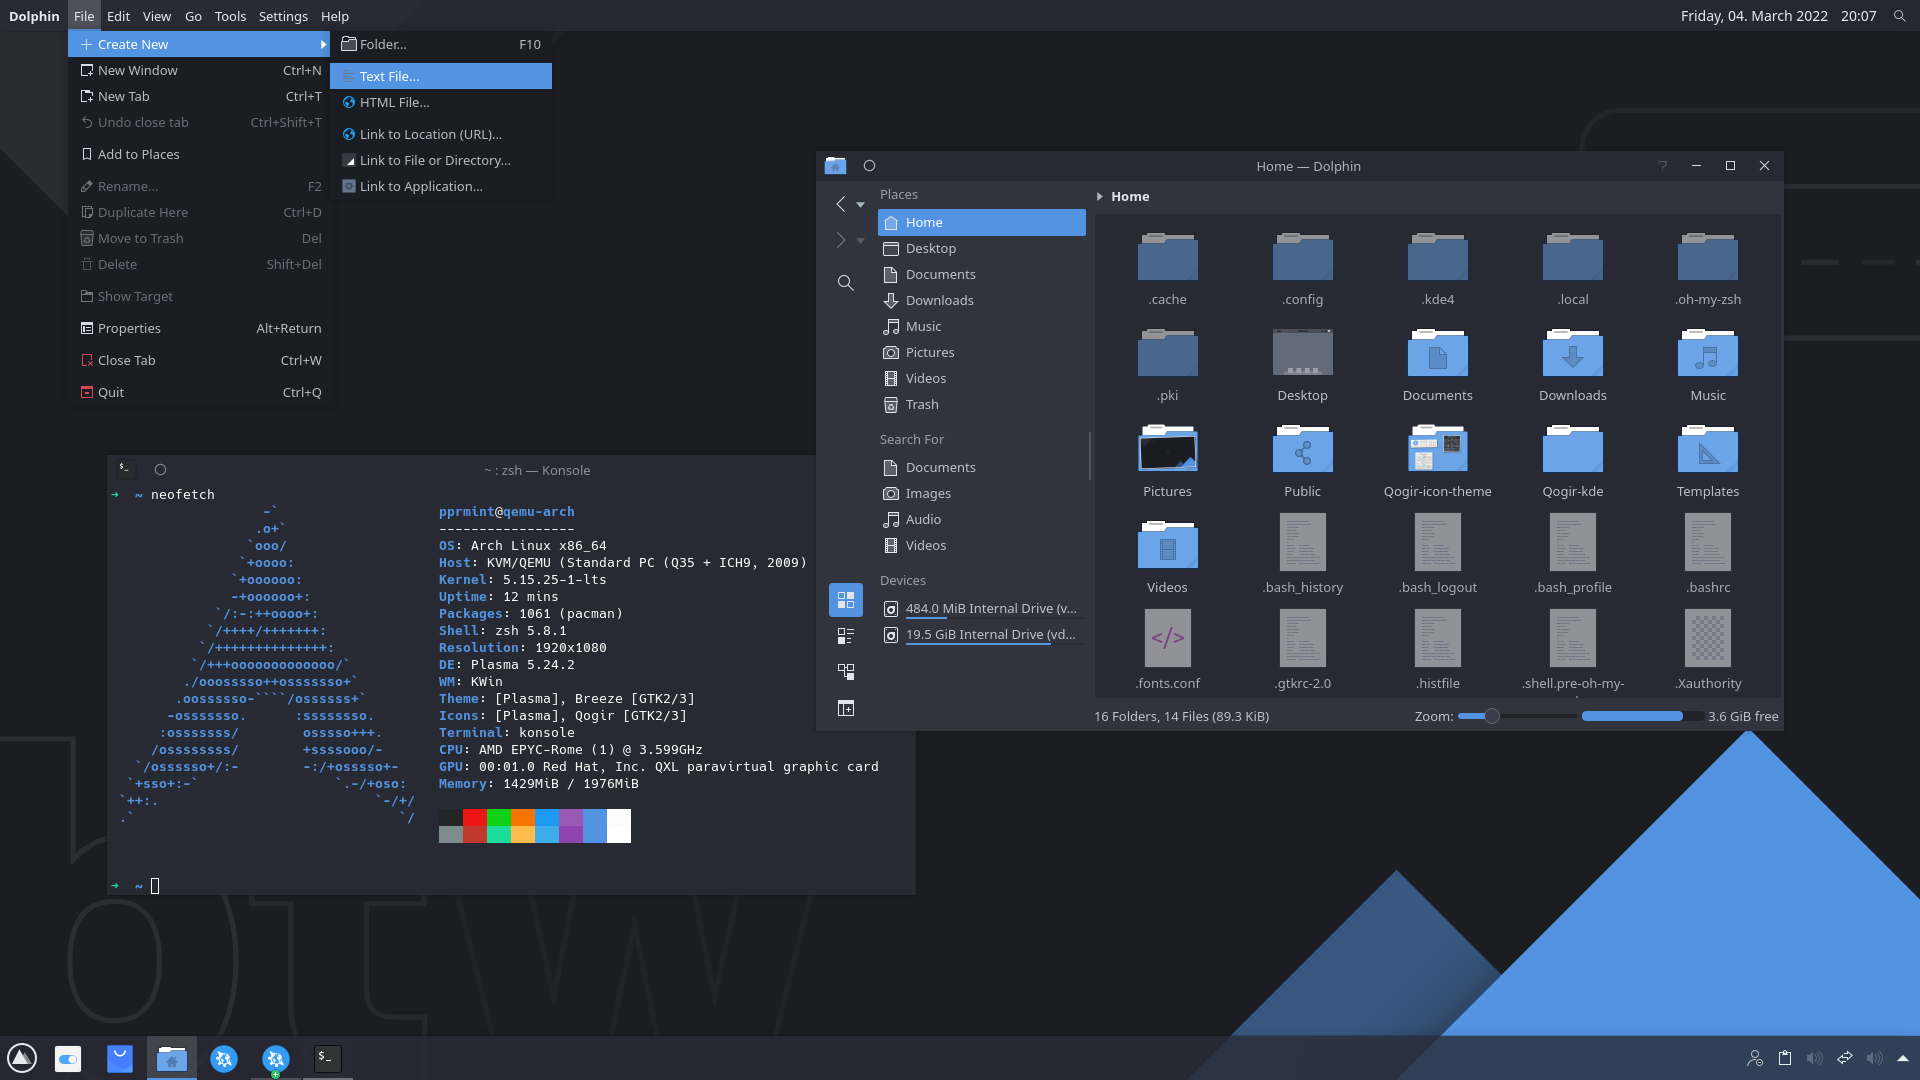 Dolphin File Edit View Go Tools Settings Help
Friday, 04. March 2022 20:07
Create New
New Window Ctrl+N
New Tab Ctrl+T
Undo close tab Ctrl+Shift+T
Add to Places
Rename... F2
Duplicate Here Ctrl+D
Move to Trash Del
Delete Shift+Del
Show Target
Properties Alt+Return
Close Tab Ctrl+W
Quit Ctrl+Q
Folder... F10
Text File...
HTML File...
Link to Location (URL)...
Link to File or Directory...
Link to Application...
~ : zsh — Konsole
➜ ~ neofetch
pprmint@qemu-arch
-----------------
OS: Arch Linux x86_64
Host: KVM/QEMU (Standard PC (Q35 + ICH9, 2009)
Kernel: 5.15.25-1-lts
Uptime: 12 mins
Packages: 1061 (pacman)
Shell: zsh 5.8.1
Resolution: 1920x1080
DE: Plasma 5.24.2
WM: KWin
Theme: [Plasma], Breeze [GTK2/3]
Icons: [Plasma], Qogir [GTK2/3]
Terminal: konsole
CPU: AMD EPYC-Rome (1) @ 3.599GHz
GPU: 00:01.0 Red Hat, Inc. QXL paravirtual graphic card
Memory: 1429MiB / 1976MiB
➜ ~
Home — Dolphin
Places
Home
Desktop
Documents
Downloads
Music
Pictures
Videos
Trash
Search For
Documents
Images
Audio
Videos
Devices
484.0 MiB Internal Drive (v...
19.5 GiB Internal Drive (vd...
Home
.cache .config .kde4 .local .oh-my-zsh
.pki Desktop Documents Downloads Music
Pictures Public Qogir-icon-theme Qogir-kde Templates
Videos .bash_history .bash_logout .bash_profile .bashrc
.fonts.conf .gtkrc-2.0 .histfile .shell.pre-oh-my- .Xauthority
16 Folders, 14 Files (89.3 KiB) Zoom: 3.6 GiB free
btw